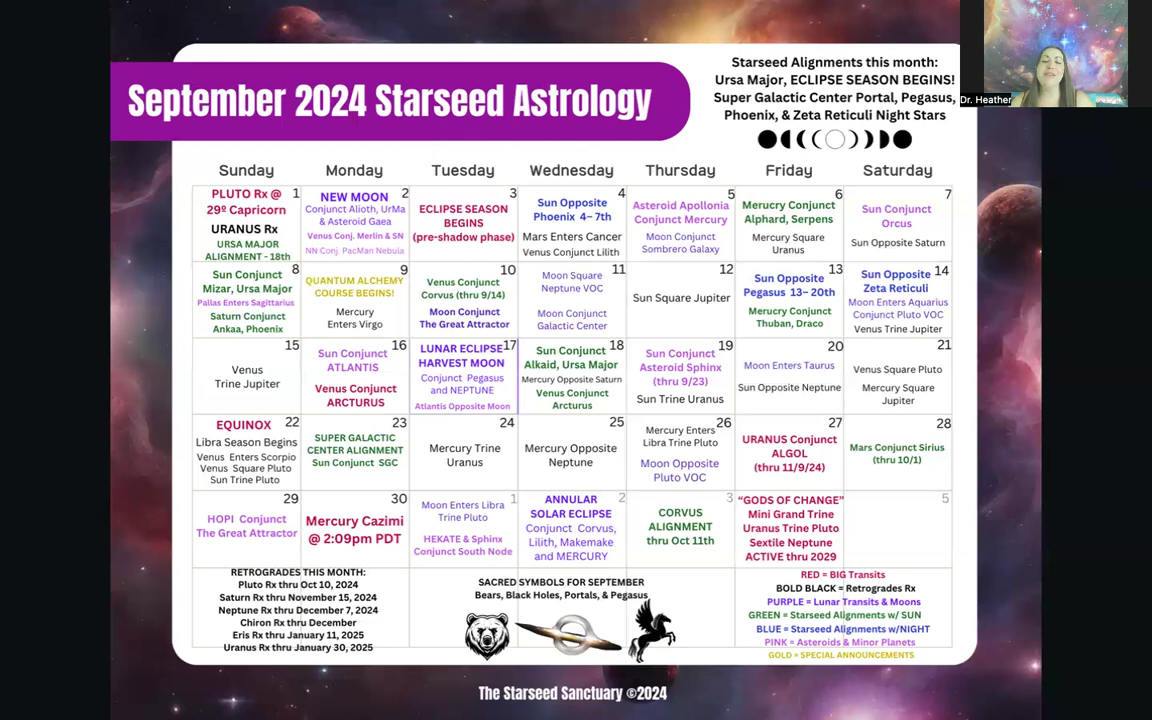 September 2024 Starseed Astrology
Starseed Alignments this month:
Ursa Major, ECLIPSE SEASON BEGINS!
Super Galactic Center Portal, Pegasus,
Phoenix, & Zeta Reticuli Night Stars
Dr. Heather
Sunday Monday Tuesday Wednesday Thursday Friday Saturday
1
PLUTO Rx @
29º Capricorn
URANUS Rx
URSA MAJOR
ALIGNMENT - 18th
2
NEW MOON
Conjunct Alioth, UrMa
& Asteroid Gaea
Venus Conj. Merlin & SN
NN Conj. PacMan Nebula
3
ECLIPSE SEASON
BEGINS
(pre-shadow phase)
4
Sun Opposite
Phoenix 4– 7th
Mars Enters Cancer
Venus Conjunct Lilith
5
Asteroid Apollonia
Conjunct Mercury
Moon Conjunct
Sombrero Galaxy
6
Merucry Conjunct
Alphard, Serpens
Mercury Square
Uranus
7
Sun Conjunct
Orcus
Sun Opposite Saturn
8
Sun Conjunct
Mizar, Ursa Major
Pallas Enters Sagittarius
Saturn Conjunct
Ankaa, Phoenix
9
QUANTUM ALCHEMY
COURSE BEGINS!
Mercury
Enters Virgo
10
Venus Conjunct
Corvus (thru 9/14)
Moon Conjunct
The Great Attractor
11
Moon Square
Neptune VOC
Moon Conjunct
Galactic Center
12
Sun Square Jupiter
13
Sun Opposite
Pegasus 13– 20th
Merucry Conjunct
Thuban, Draco
14
Sun Opposite
Zeta Reticuli
Moon Enters Aquarius
Conjunct Pluto VOC
Venus Trine Jupiter
15
Venus
Trine Jupiter
16
Sun Conjunct
ATLANTIS
Venus Conjunct
ARCTURUS
17
LUNAR ECLIPSE
HARVEST MOON
Conjunct Pegasus
and NEPTUNE
Atlantis Opposite Moon
18
Sun Conjunct
Alkaid, Ursa Major
Mercury Opposite Saturn
Venus Conjunct
Arcturus
19
Sun Conjunct
Asteroid Sphinx
(thru 9/23)
Sun Trine Uranus
20
Moon Enters Taurus
Sun Opposite Neptune
21
Venus Square Pluto
Mercury Square
Jupiter
22
EQUINOX
Libra Season Begins
Venus Enters Scorpio
Venus Square Pluto
Sun Trine Pluto
23
SUPER GALACTIC
CENTER ALIGNMENT
Sun Conjunct SGC
24
Mercury Trine
Uranus
25
Mercury Opposite
Neptune
26
Mercury Enters
Libra Trine Pluto
Moon Opposite
Pluto VOC
27
URANUS Conjunct
ALGOL
(thru 11/9/24)
28
Mars Conjunct Sirius
(thru 10/1)
29
HOPI Conjunct
The Great Attractor
30
Mercury Cazimi
@ 2:09pm PDT
1
Moon Enters Libra
Trine Pluto
HEKATE & Sphinx
Conjunct South Node
2
ANNULAR
SOLAR ECLIPSE
Conjunct Corvus,
Lilith, Makemake
and MERCURY
3
CORVUS
ALIGNMENT
thru Oct 11th
"GODS OF CHANGE"
Mini Grand Trine
Uranus Trine Pluto
Sextile Neptune
ACTIVE thru 2029
5
RETROGRADES THIS MONTH:
Pluto Rx thru Oct 10, 2024
Saturn Rx thru November 15, 2024
Neptune Rx thru December 7, 2024
Chiron Rx thru December
Eris Rx thru January 11, 2025
Uranus Rx thru January 30, 2025
SACRED SYMBOLS FOR SEPTEMBER
Bears, Black Holes, Portals, & Pegasus
RED = BIG Transits
BOLD BLACK = Retrogrades Rx
PURPLE = Lunar Transits & Moons
GREEN = Starseed Alignments w/ SUN
BLUE = Starseed Alignments w/NIGHT
PINK = Asteroids & Minor Planets
GOLD = SPECIAL ANNOUNCEMENTS
The Starseed Sanctuary ©2024